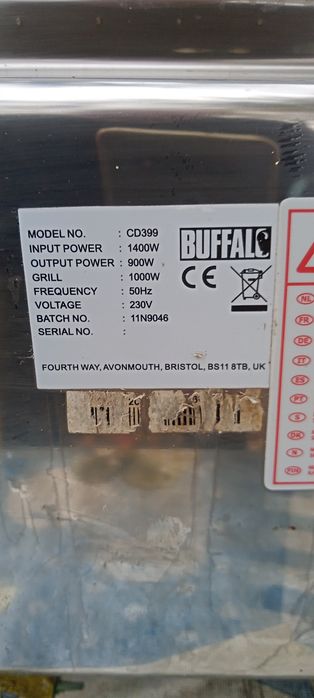 MODEL NO. : CD399
INPUT POWER : 1400W
OUTPUT POWER : 900W
GRILL : 1000W
FREQUENCY : 50Hz
VOLTAGE : 230V
BATCH NO. : 11N9046
SERIAL NO. :
BUFFALO
CE
FOURTH WAY, AVONMOUTH, BRISTOL, BS11 8TB, UK
NL
FR
DE
IT
ES
PT
S
DK
N
FIN